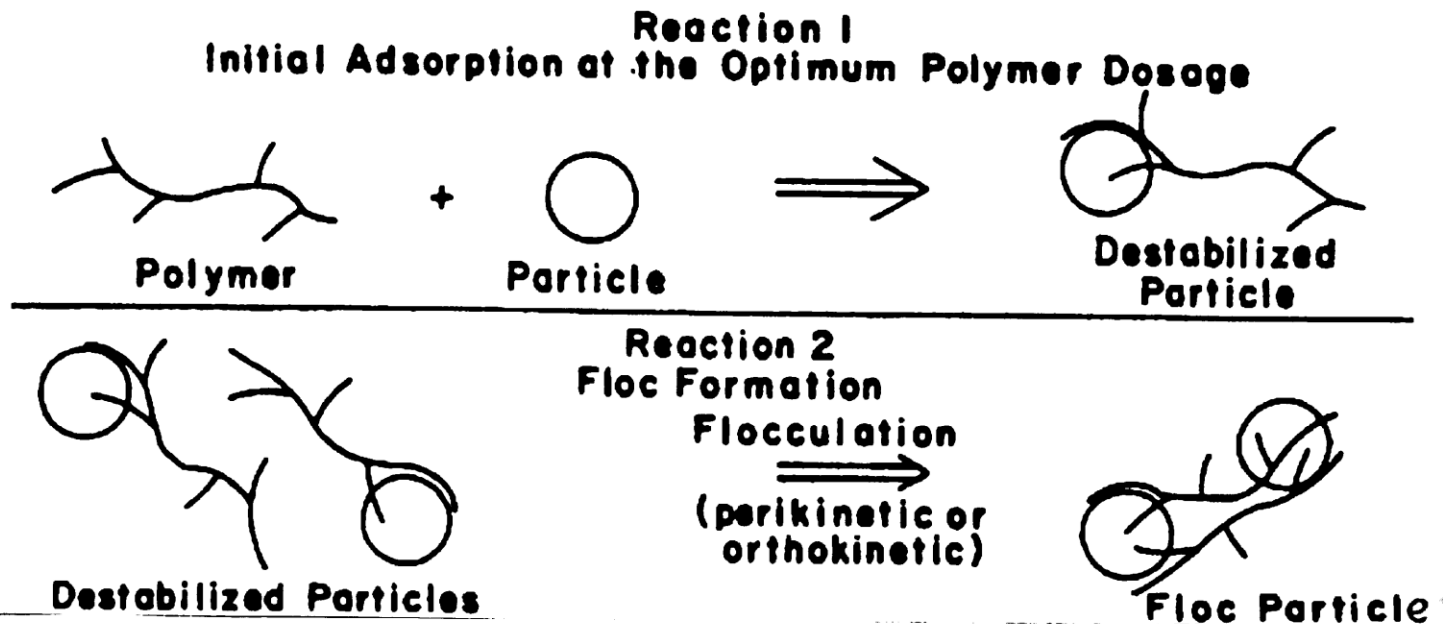 Reaction 1
Initial Adsorption at the Optimum Polymer Dosage
+
Polymer
Particle
Destabilized
Particle
Reaction 2
Floc Formation
Flocculation
(perikinetic or
orthokinetic)
Destabilized Particles
Floc Particle